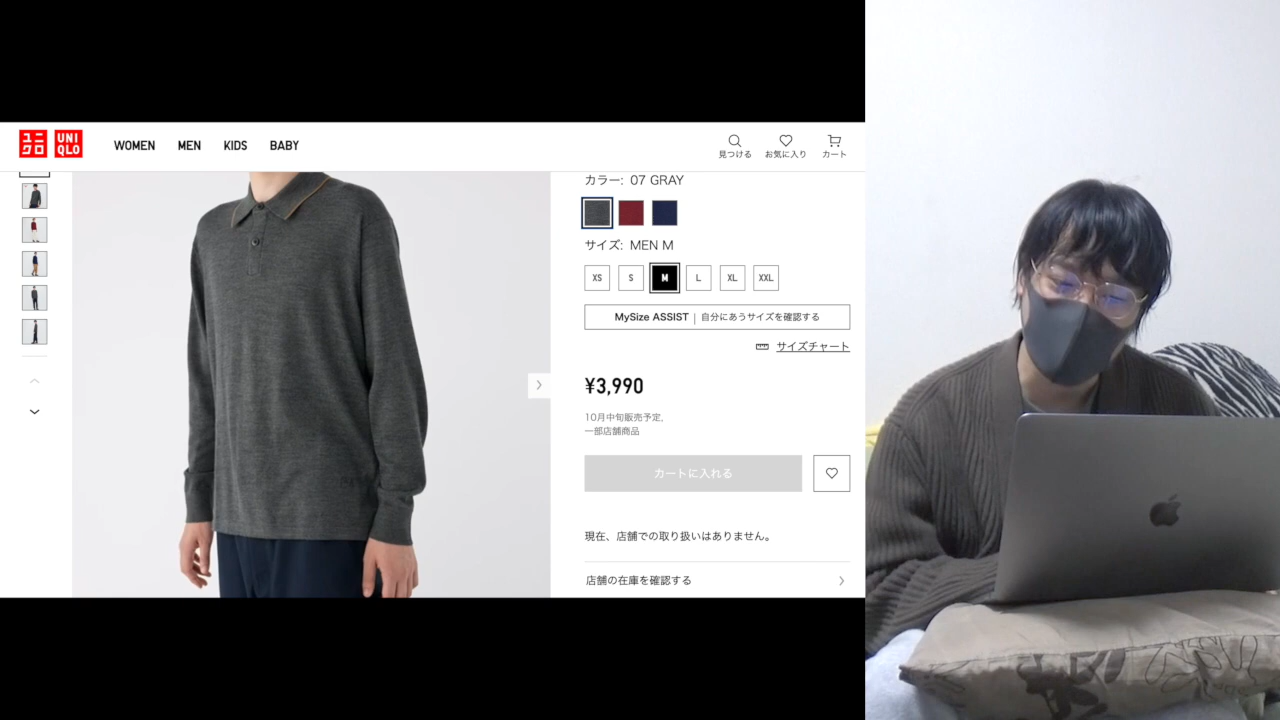 ユニ
クロ
UNI
QLO
WOMEN
MEN
KIDS
BABY
見つける
お気に入り
カート
カラー: 07 GRAY
サイズ: MEN M
XS
S
M
L
XL
XXL
MySize ASSIST | 自分にあうサイズを確認する
サイズチャート
¥3,990
10月中旬販売予定,
一部店舗商品
カートに入れる
現在、店舗での取り扱いはありません。
店舗の在庫を確認する